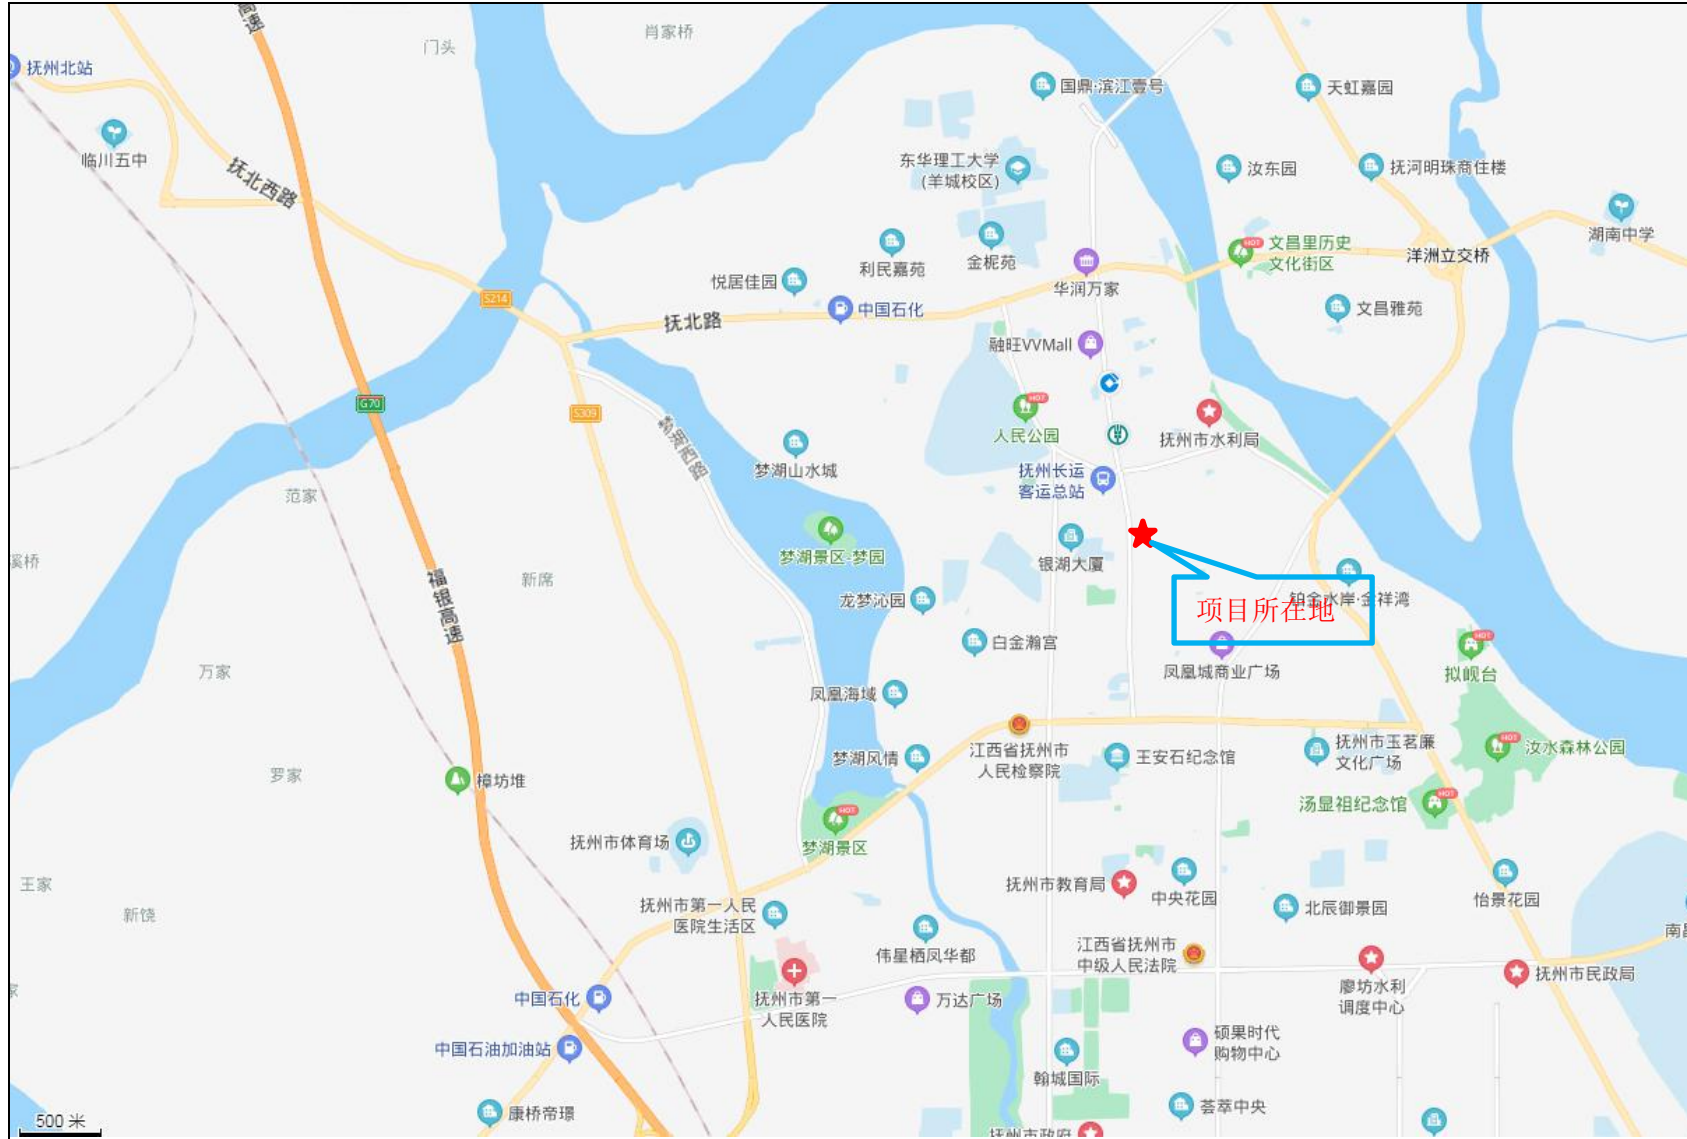 高速
门头
肖家桥
抚州北站
国鼎·滨江壹号
天虹嘉园
临川五中
抚北西路
东华理工大学
(羊城校区)
汝东园
抚河明珠商住楼
湖南中学
利民嘉苑
金柅苑
文昌里历史
文化街区
HOT
洋洲立交桥
悦居佳园
华润万家
S214
中国石化
文昌雅苑
抚北路
融旺VVMall
G70
S309
HOT
人民公园
抚州市水利局
梦湖西路
梦湖山水城
抚州长运
客运总站
范家
溪桥
新席
梦湖景区-梦园
银湖大厦
福银高速
龙梦沁园
铂金水岸·金祥湾
项目所在地
白金瀚宫
HOT
拟岘台
万家
凤凰城商业广场
凤凰海域
江西省抚州市
人民检察院
梦湖风情
王安石纪念馆
抚州市玉茗廉
文化广场
HOT
汝水森林公园
罗家
樟坊堆
HOT
汤显祖纪念馆
HOT
梦湖景区
抚州市体育场
王家
抚州市教育局
中央花园
怡景花园
新饶
抚州市第一人民
医院生活区
北辰御景园
南昌
伟星栖凤华都
江西省抚州市
中级人民法院
抚州市民政局
家
中国石化
抚州市第一
人民医院
万达广场
廖坊水利
调度中心
中国石油加油站
硕果时代
购物中心
翰城国际
康桥帝璟
荟萃中央
500 米
抚州市政府